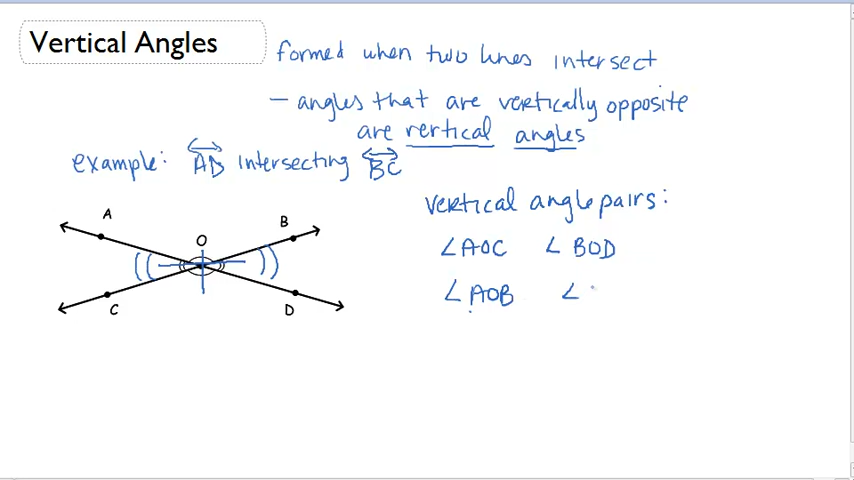 Vertical Angles
formed when two lines intersect
- angles that are vertically opposite
are vertical angles
example: AD intersecting BC
vertical angle pairs:
∠AOC ∠BOD
∠AOB ∠
A
B
O
C
D